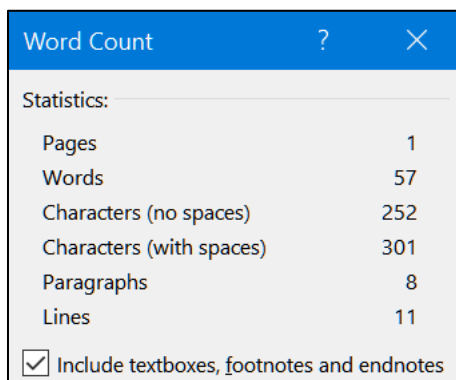 Word Count ? ×
Statistics:
Pages 1
Words 57
Characters (no spaces) 252
Characters (with spaces) 301
Paragraphs 8
Lines 11
Include textboxes, footnotes and endnotes